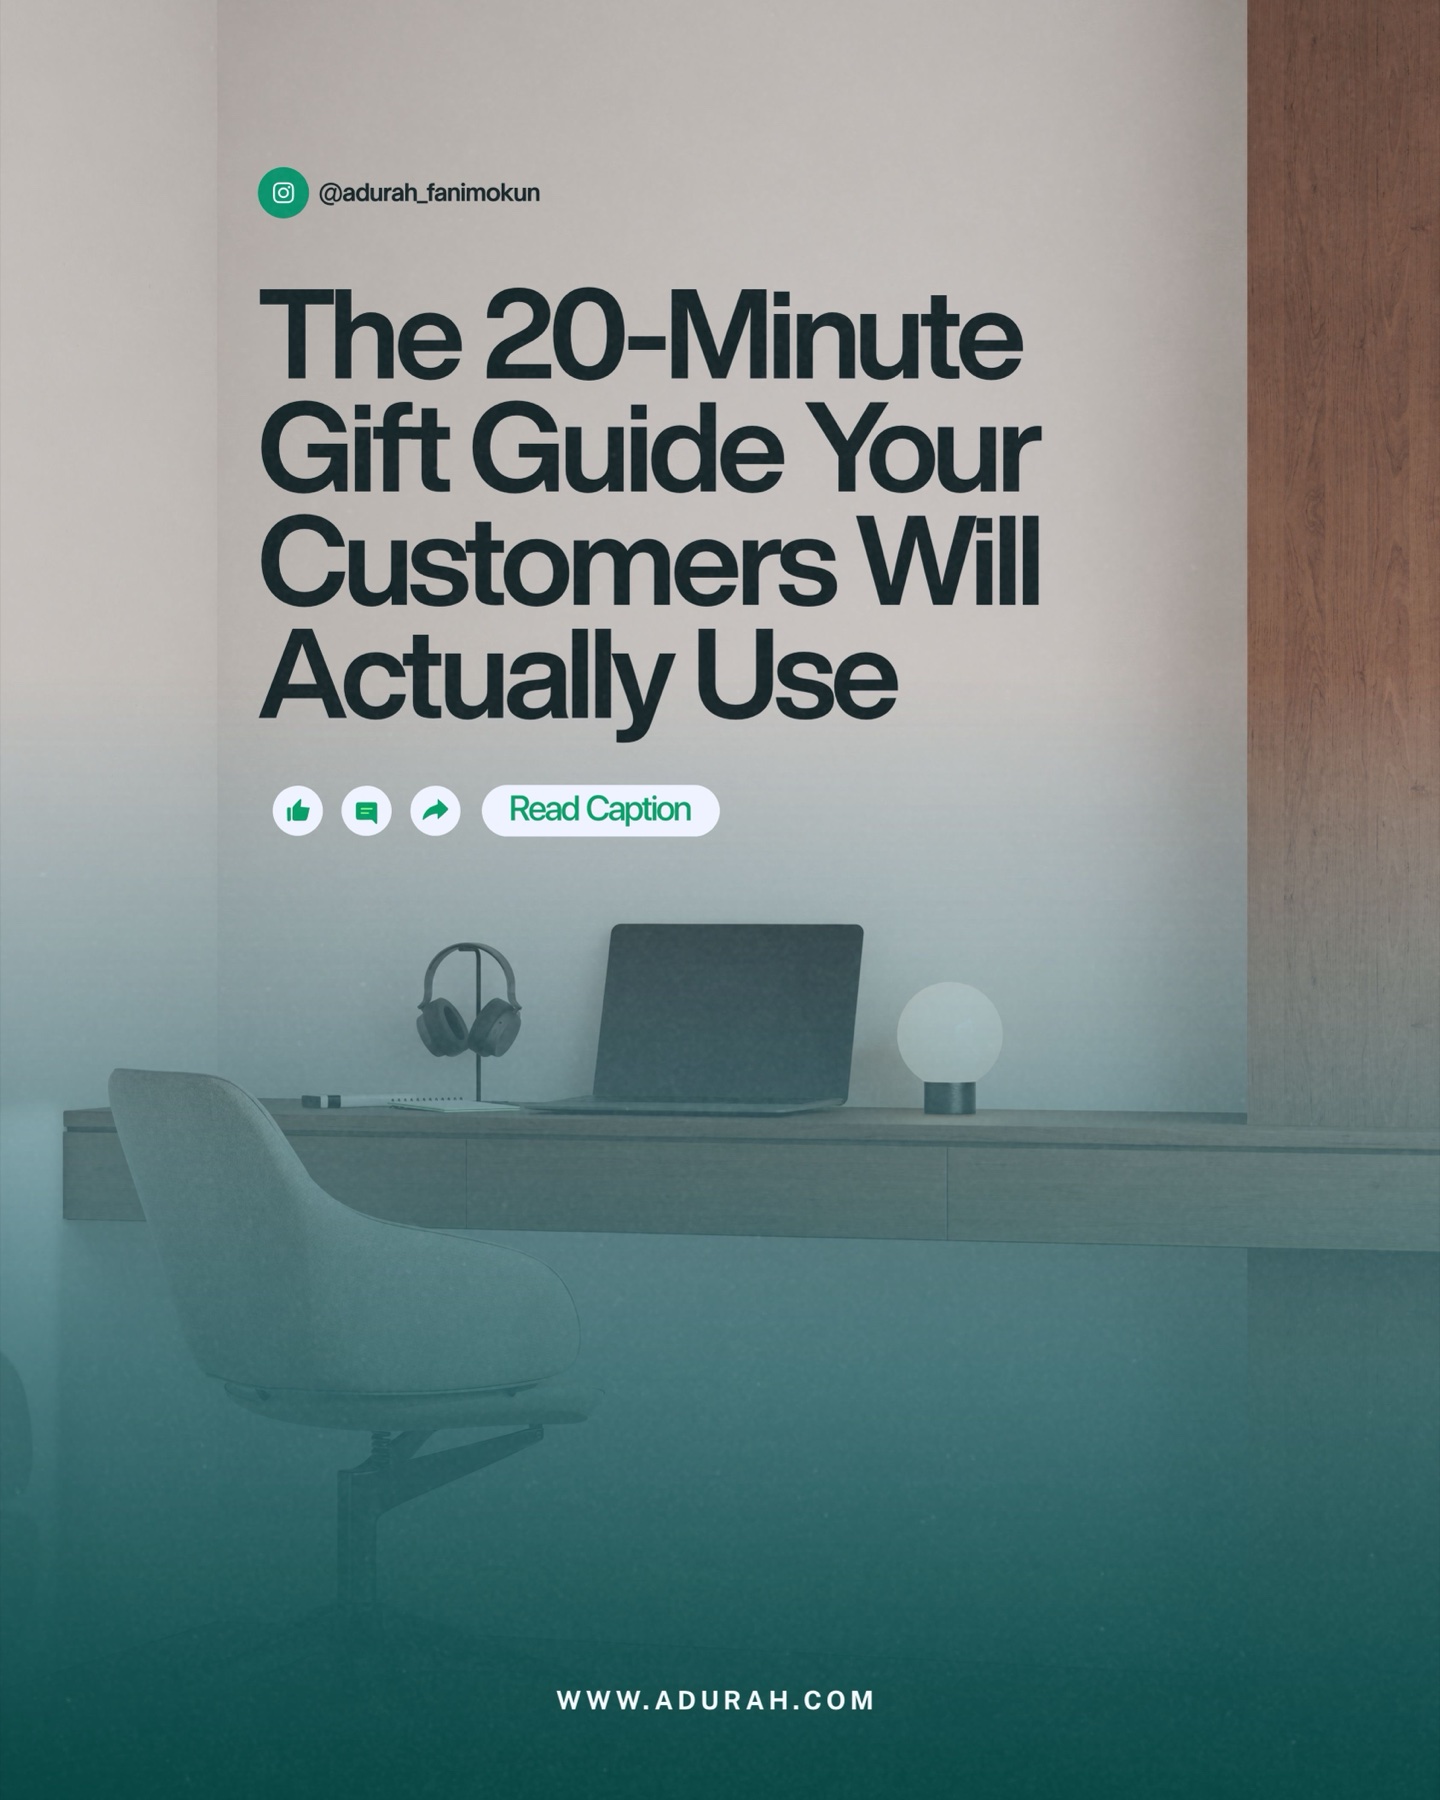 @adurah_fanimokun
The 20-Minute
Gift Guide Your
Customers Will
Actually Use
Read Caption
WWW.ADURAH.COM